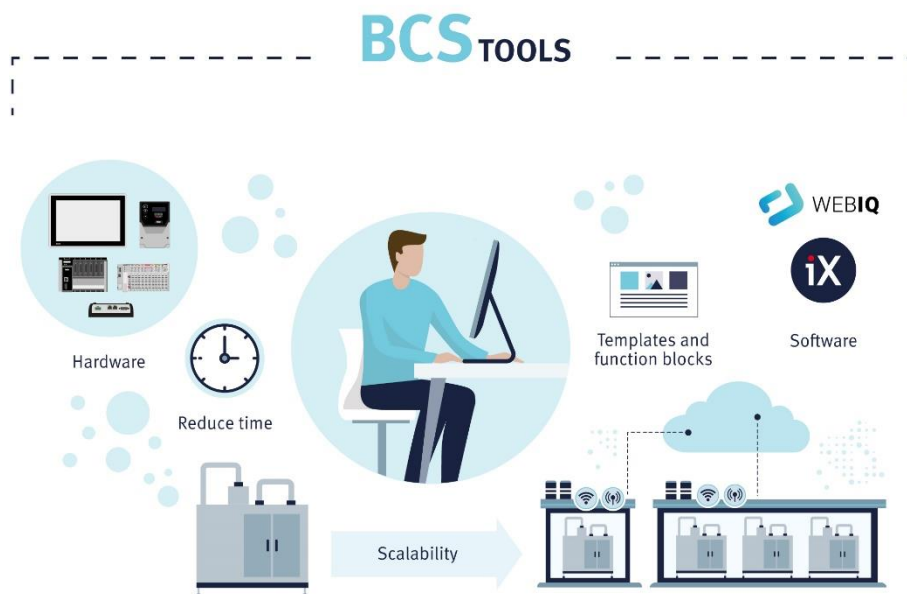 BCS TOOLS
WEBIQ
iX
Hardware
Templates and
function blocks
Software
Reduce time
Scalability